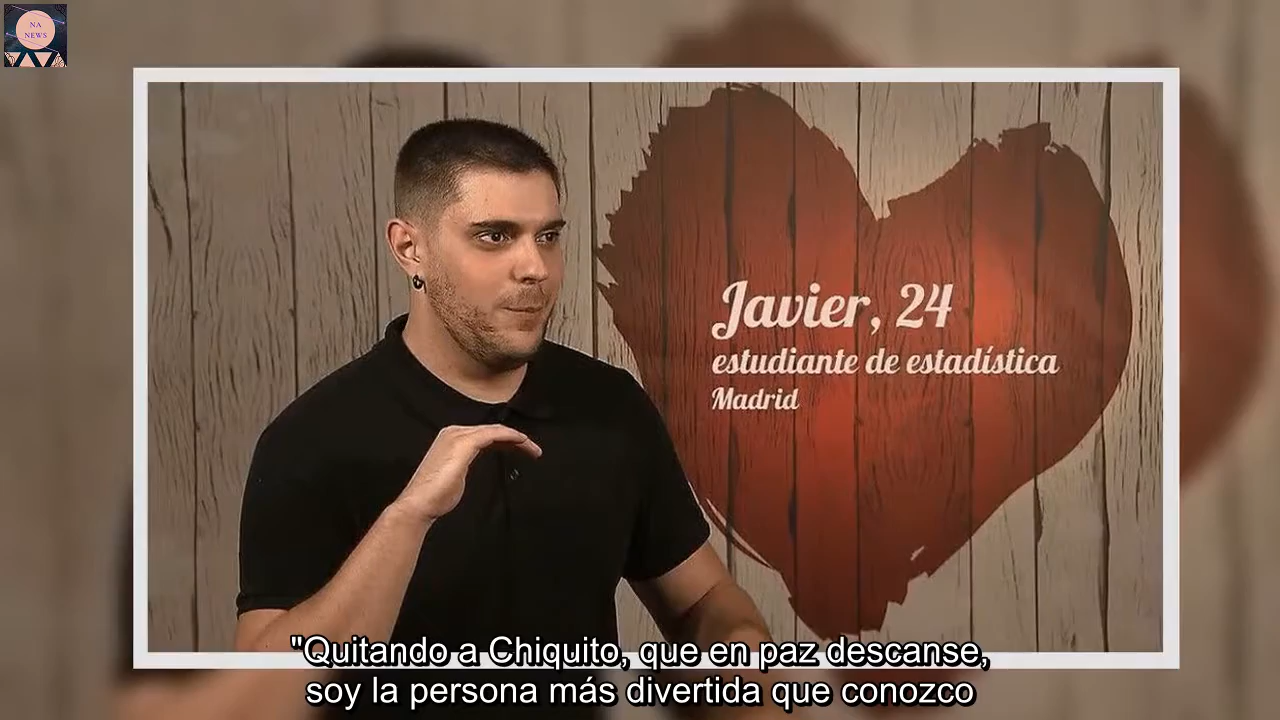 NA
NEWS
Javier, 24
estudiante de estadística
Madrid
"Quitando a Chiquito, que en paz descanse,
soy la persona más divertida que conozco